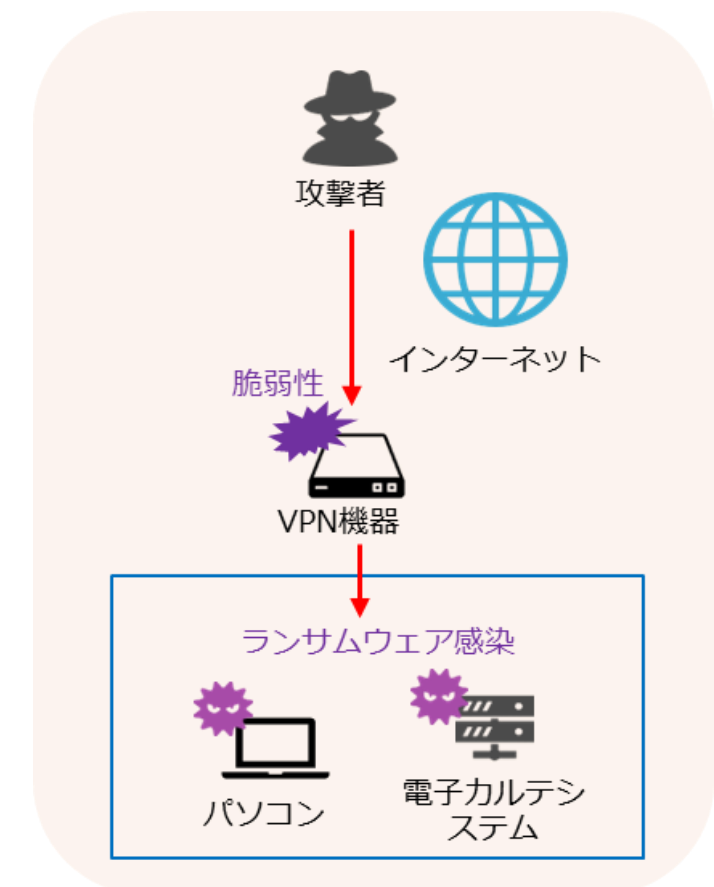 攻撃者
インターネット
脆弱性
VPN機器
ランサムウェア感染
パソコン
電子カルテシ
ステム